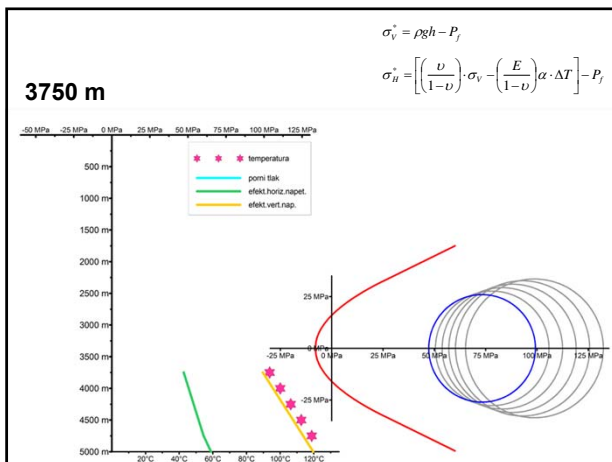 σ*V = ρgh − Pf
σ*H = [(υ/1−υ)·σV − (E/1−υ)α·ΔT] − Pf
3750 m
-50 MPa -25 MPa 0 MPa 25 MPa 50 MPa 75 MPa 100 MPa 125 MPa
temperatura
porni tlak
efekt.horiz.napet.
efekt.vert.nap.
500 m
1000 m
1500 m
2000 m
2500 m
3000 m
3500 m
4000 m
4500 m
5000 m
20°C 40°C 60°C 80°C 100°C 120°C
25 MPa
0 MPa
-25 MPa 0 MPa 25 MPa 50 MPa 75 MPa 100 MPa 125 MPa
-25 MPa